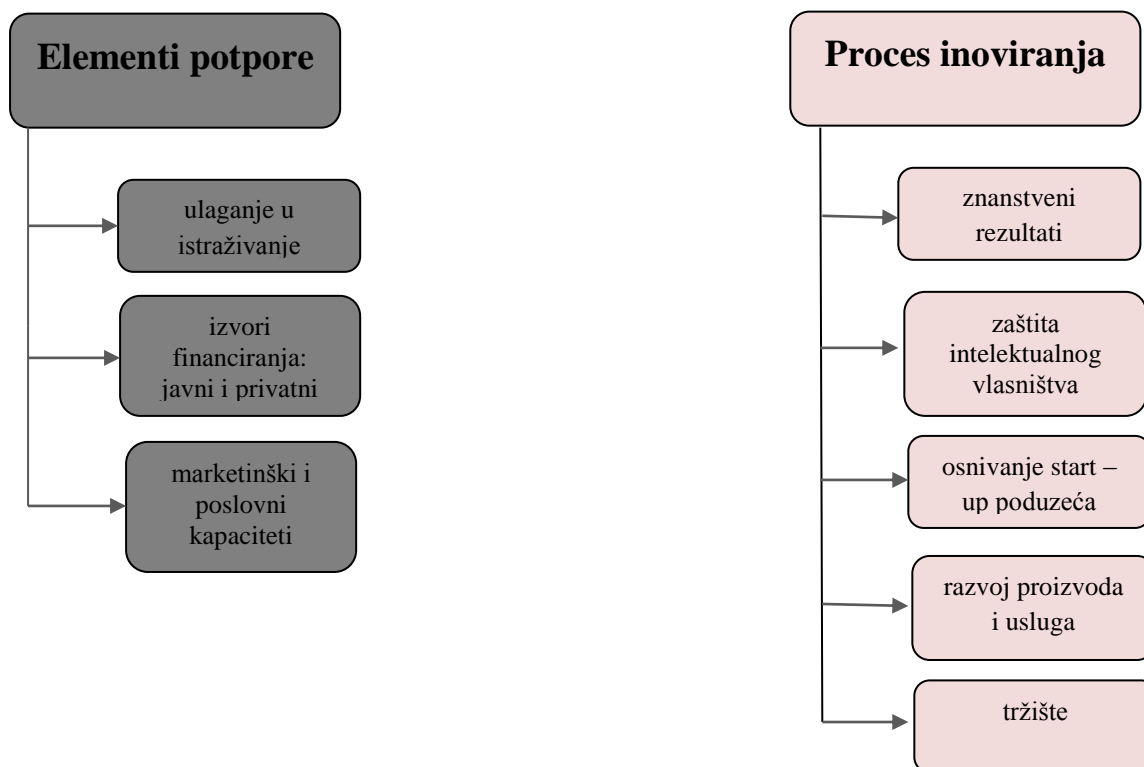 Elementi potpore
ulaganje u
istraživanje
izvori
financiranja:
javni i privatni
marketinški i
poslovni
kapaciteti
Proces inoviranja
znanstveni
rezultati
zaštita
intelektualnog
vlasništva
osnivanje start –
up poduzeća
razvoj proizvoda
i usluga
tržište